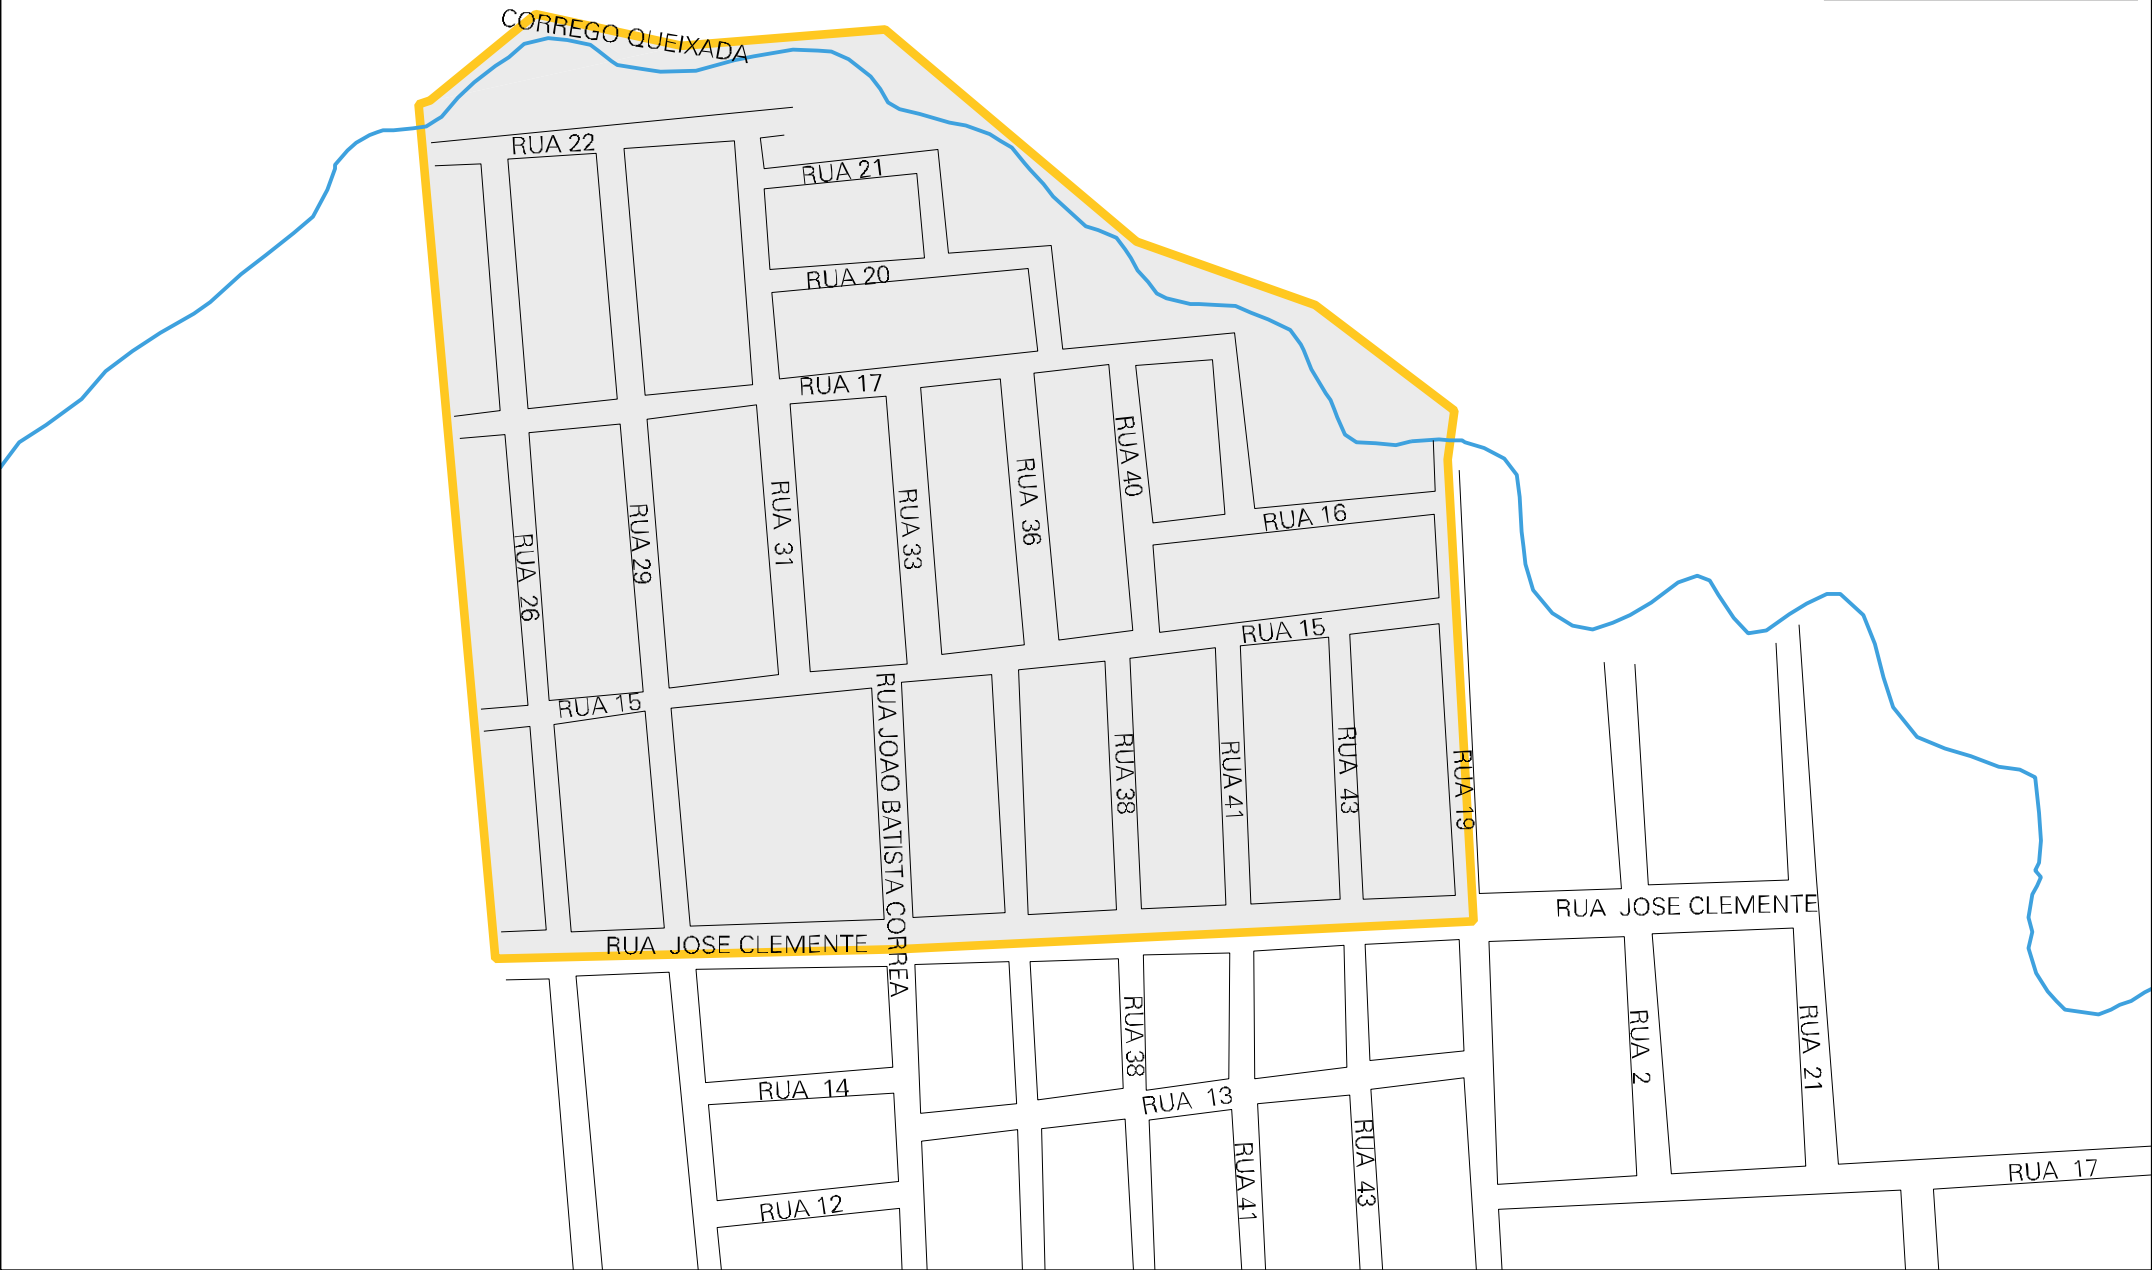 CORREGO QUEIXADA
RUA 22
RUA 21
RUA 20
RUA 17
RUA 40
RUA 36
RUA 31
RUA 33
RUA 29
RUA 26
RUA 16
RUA 15
RUA 15
RUA JOAO BATISTA CORREA
RUA 38
RUA 41
RUA 43
RUA 19
RUA JOSE CLEMENTE
RUA JOSE CLEMENTE
RUA 38
RUA 2
RUA 21
RUA 14
RUA 13
RUA 41
RUA 43
RUA 17
RUA 12